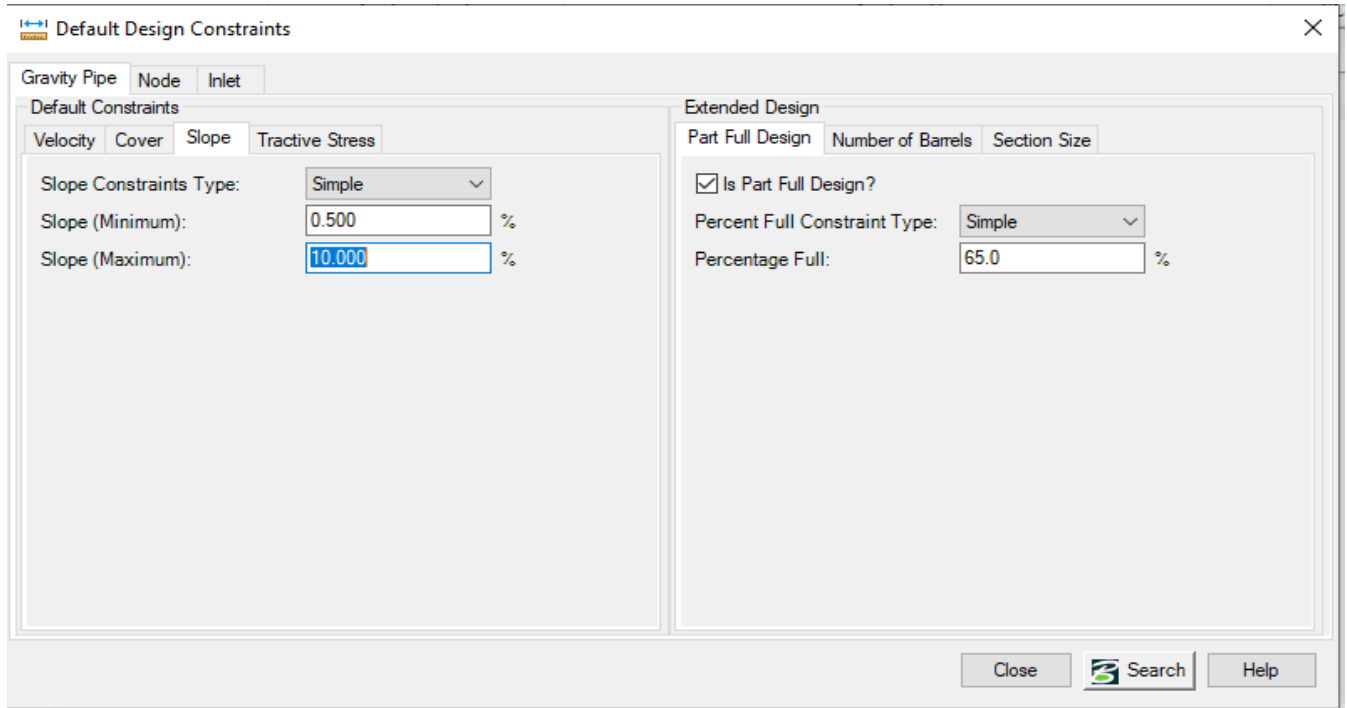 Default Design Constraints
Gravity Pipe Node Inlet
Default Constraints
Velocity Cover Slope Tractive Stress
Slope Constraints Type: Simple
Slope (Minimum): 0.500 %
Slope (Maximum): 10.000 %
Extended Design
Part Full Design Number of Barrels Section Size
Is Part Full Design?
Percent Full Constraint Type: Simple
Percentage Full: 65.0 %
Close Search Help